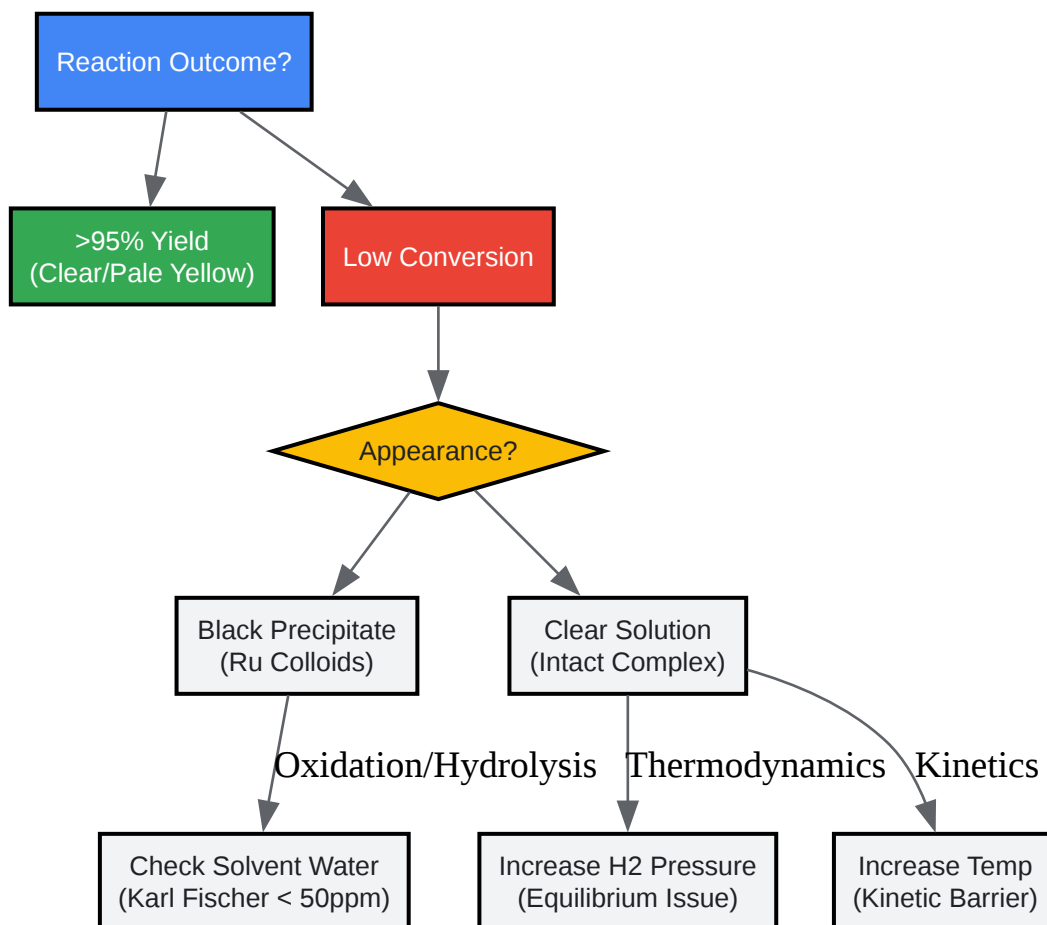 Reaction Outcome?
>95% Yield
(Clear/Pale Yellow)
Low Conversion
Appearance?
Black Precipitate
(Ru Colloids)
Clear Solution
(Intact Complex)
Oxidation/Hydrolysis
Thermodynamics
Kinetics
Check Solvent Water
(Karl Fischer < 50ppm)
Increase H2 Pressure
(Equilibrium Issue)
Increase Temp
(Kinetic Barrier)